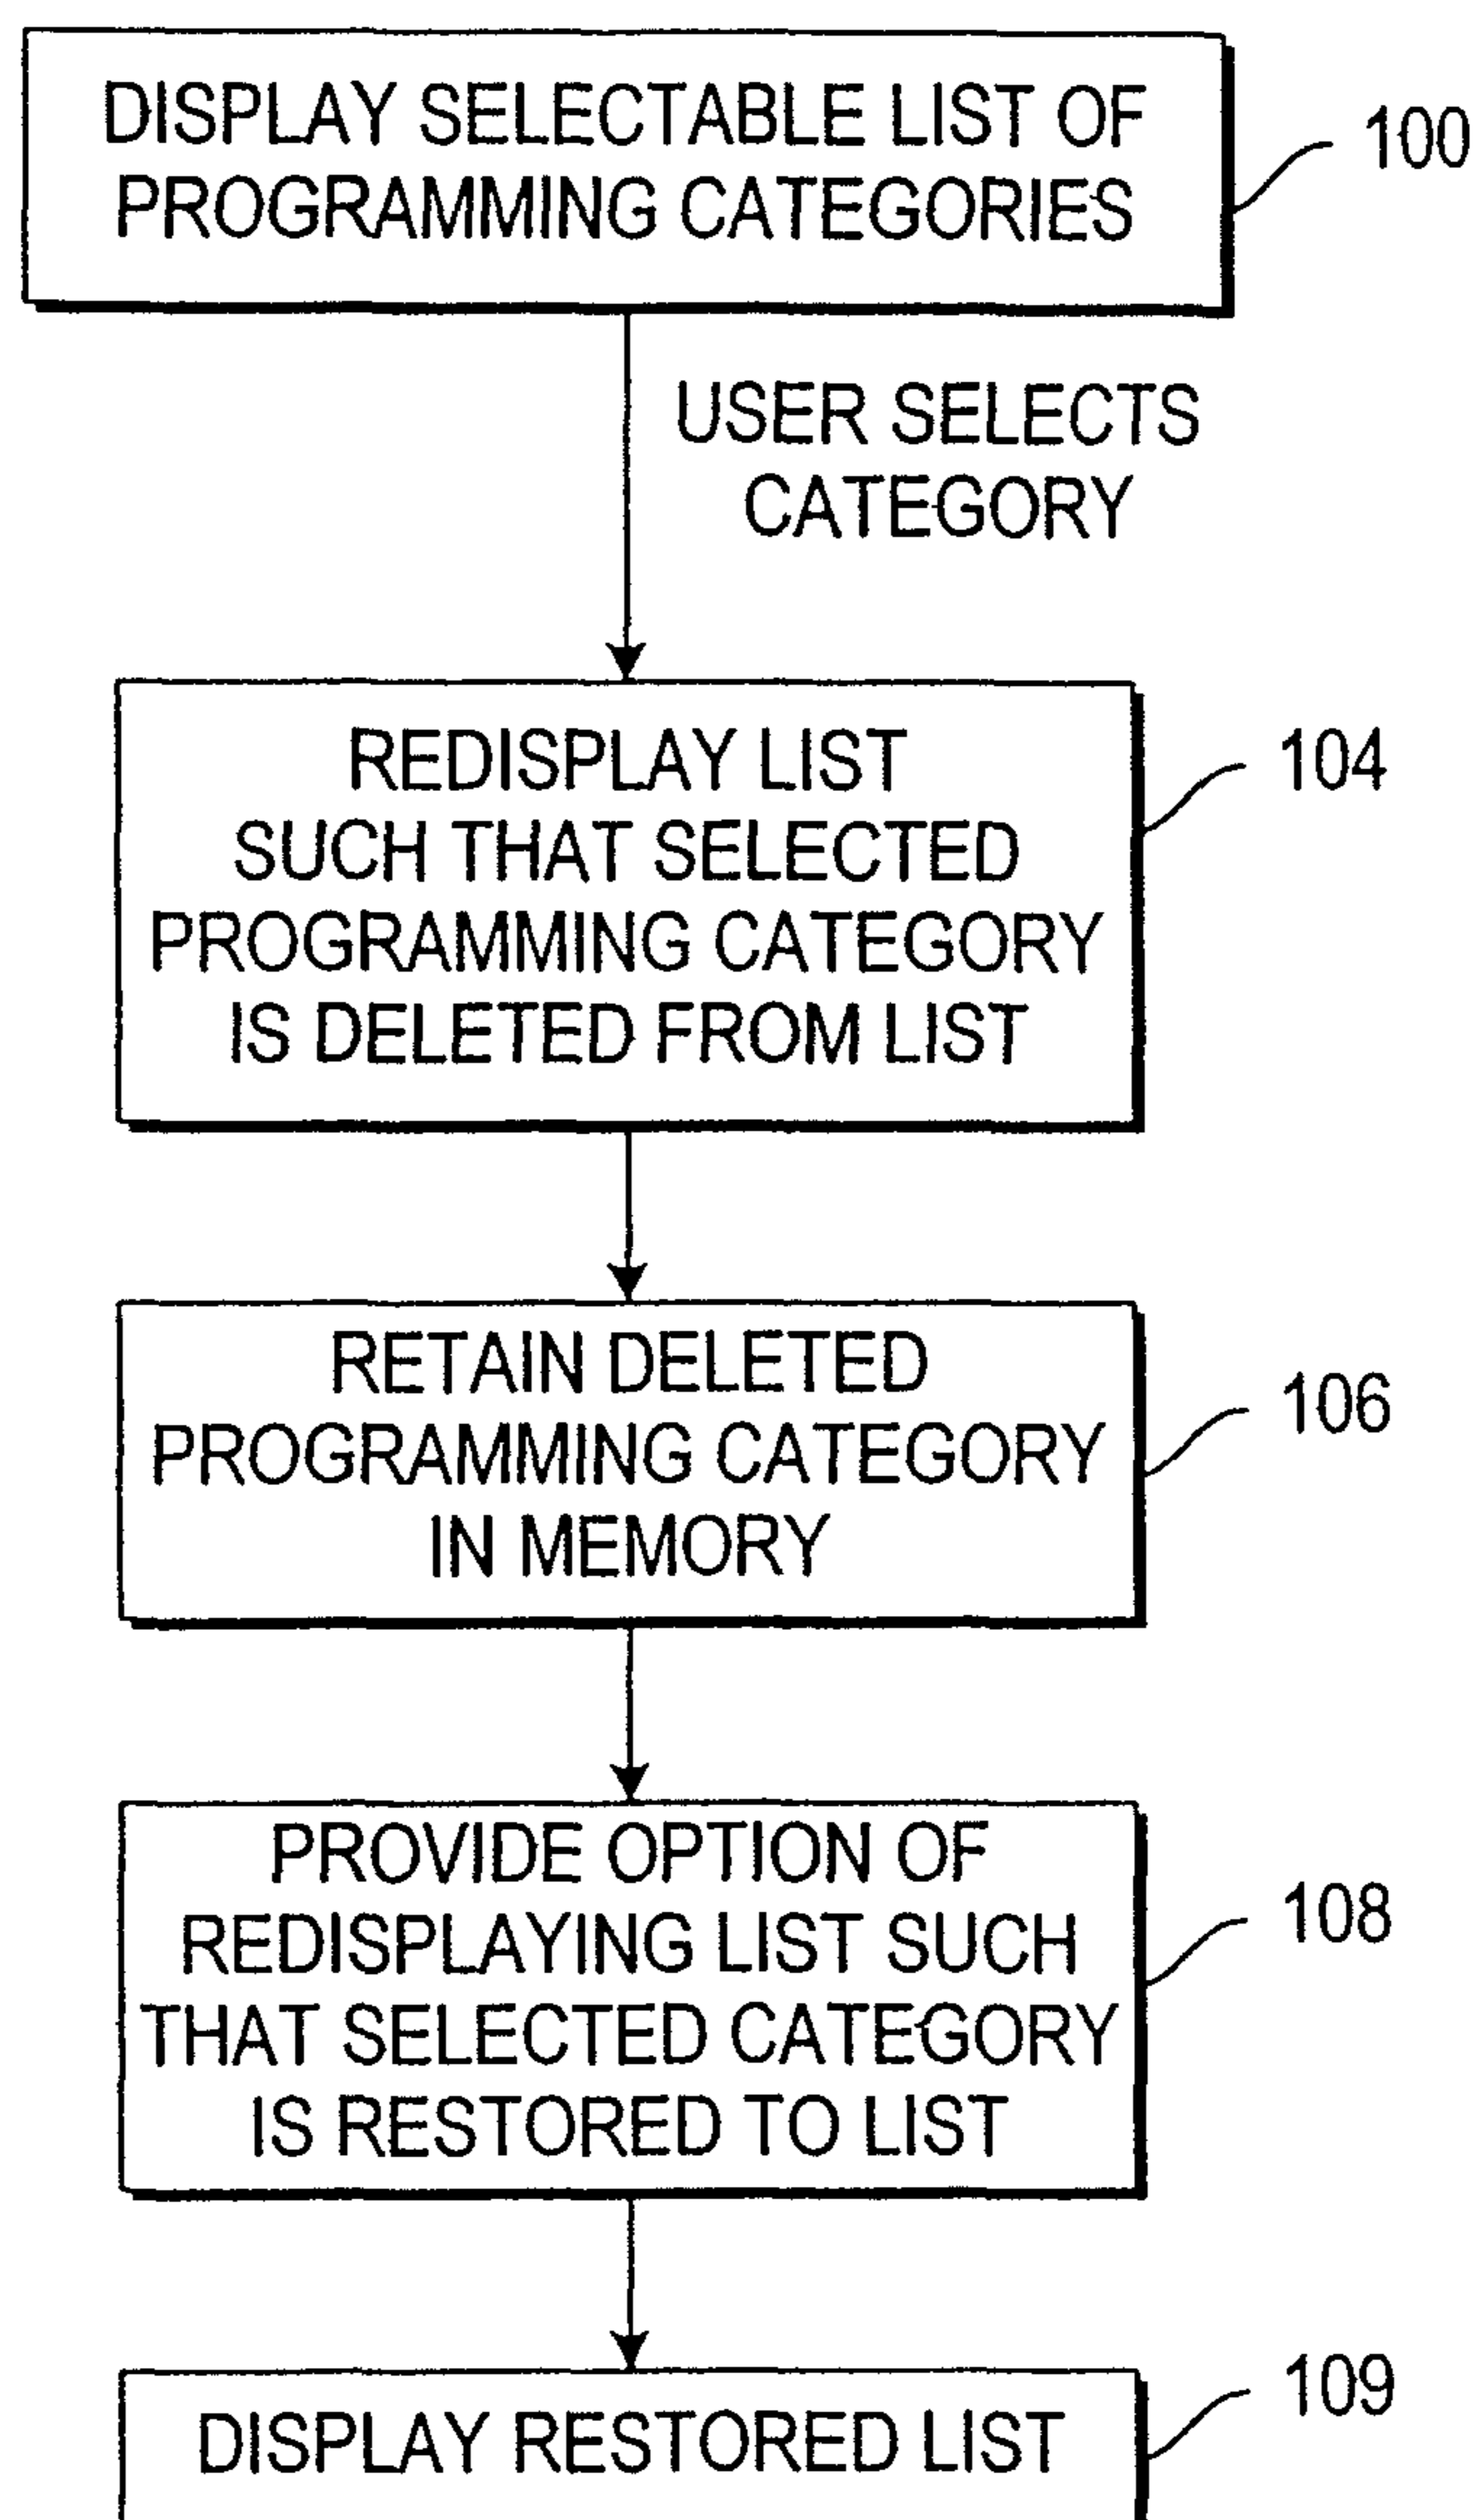 DISPLAY SELECTABLE LIST OF
PROGRAMMING CATEGORIES
100
USER SELECTS
CATEGORY
REDISPLAY LIST
SUCH THAT SELECTED
PROGRAMMING CATEGORY
IS DELETED FROM LIST
104
RETAIN DELETED
PROGRAMMING CATEGORY
IN MEMORY
106
PROVIDE OPTION OF
REDISPLAYING LIST SUCH
THAT SELECTED CATEGORY
IS RESTORED TO LIST
108
DISPLAY RESTORED LIST
109